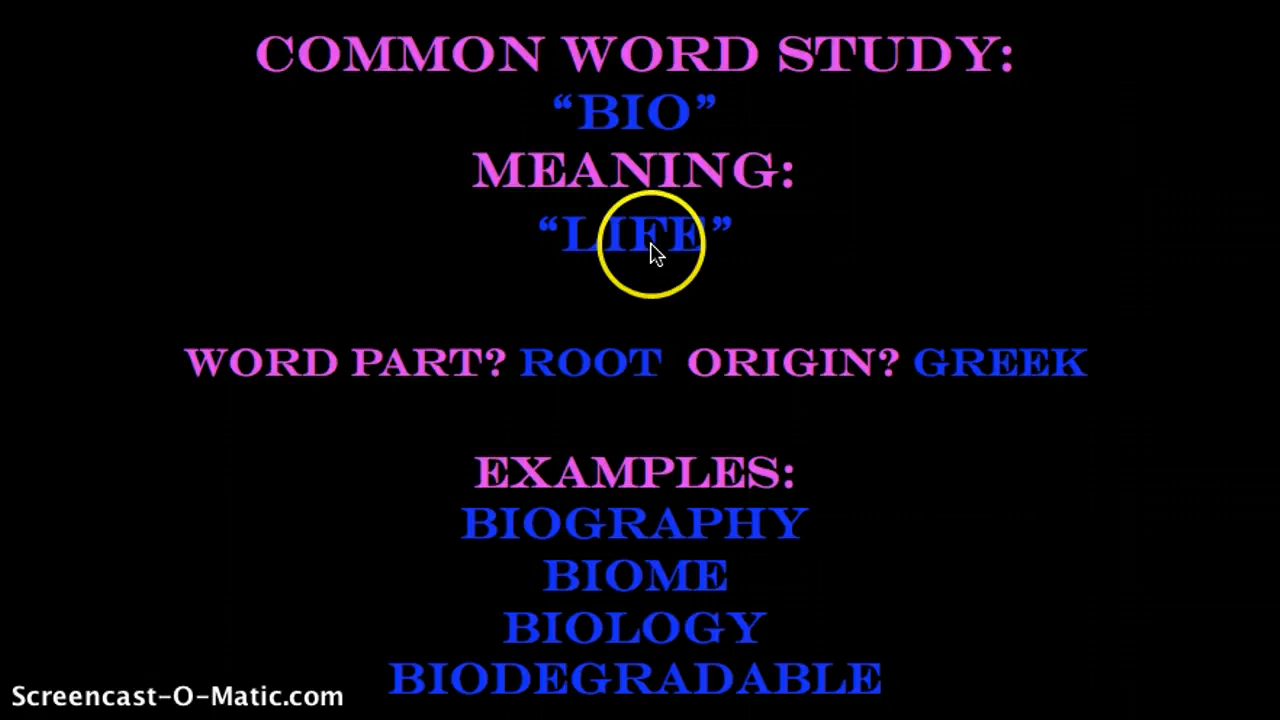 COMMON WORD STUDY:
“BIO”
MEANING:
“LIFE”
WORD PART? ROOT ORIGIN? GREEK
EXAMPLES:
BIOGRAPHY
BIOME
BIOLOGY
BIODEGRADABLE
Screencast-O-Matic.com